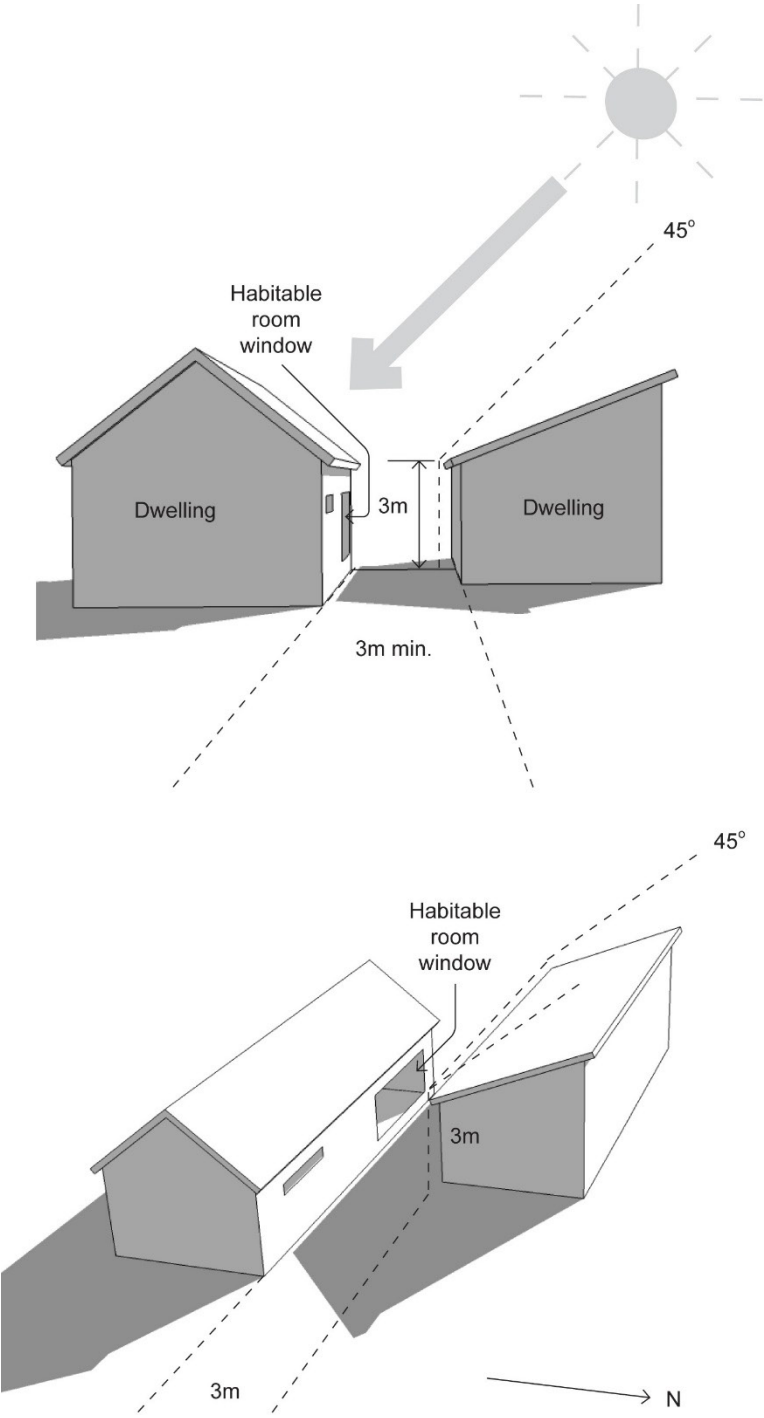 45°
Habitable
room
window
3m
Dwelling
Dwelling
3m min.
45°
Habitable
room
window
3m
3m
N